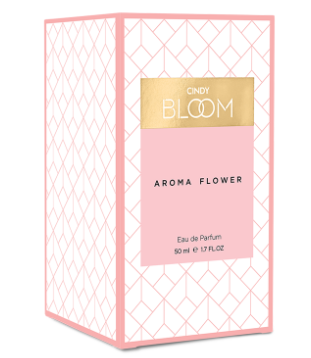 CINDY
BLOOM
AROMA FLOWER
Eau de Parfum
50 ml ℮ 1.7 FL.OZ